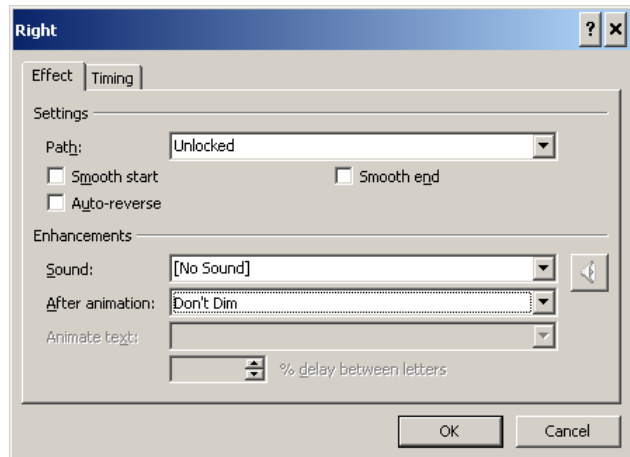 Right
Effect Timing
Settings
Path: Unlocked
Smooth start Smooth end
Auto-reverse
Enhancements
Sound: [No Sound]
After animation: Don't Dim
Animate text:
% delay between letters
OK Cancel